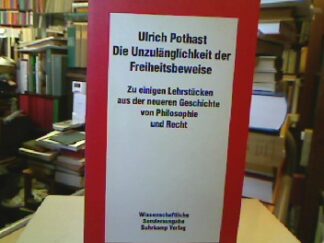 Ulrich Pothast
Die Unzulänglichkeit der
Freiheitsbeweise
Zu einigen Lehrstücken
aus der neueren Geschichte
von Philosophie
und Recht
Wissenschaftliche
Sonderausgabe
Suhrkamp Verlag